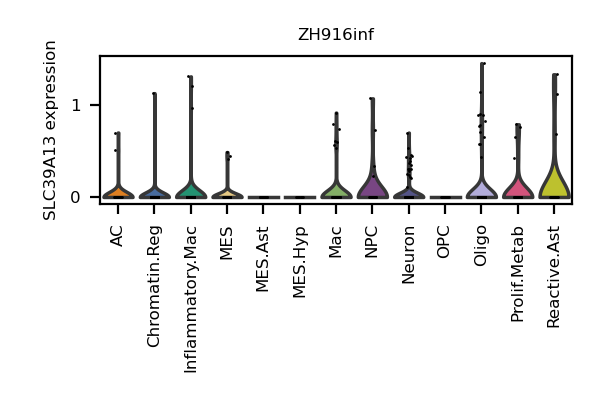 ZH916inf
SLC39A13 expression
1
0
AC
Chromatin.Reg
Inflammatory.Mac
MES
MES.Ast
MES.Hyp
Mac
NPC
Neuron
OPC
Oligo
Prolif.Metab
Reactive.Ast